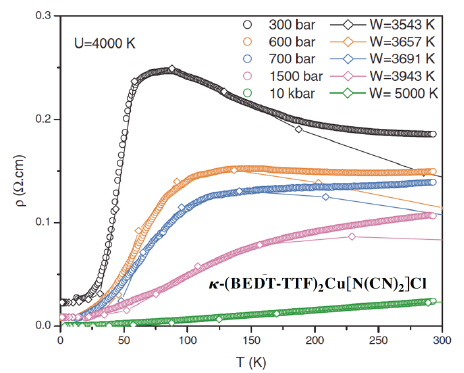 U=4000 K
300 bar W=3543 K
600 bar W=3657 K
700 bar W=3691 K
1500 bar W=3943 K
10 kbar W= 5000 K
κ-(BEDT-TTF)₂Cu[N(CN)₂]Cl
0.3
0.2
0.1
0.0
ρ (Ω.cm)
0 50 100 150 200 250 300
T (K)